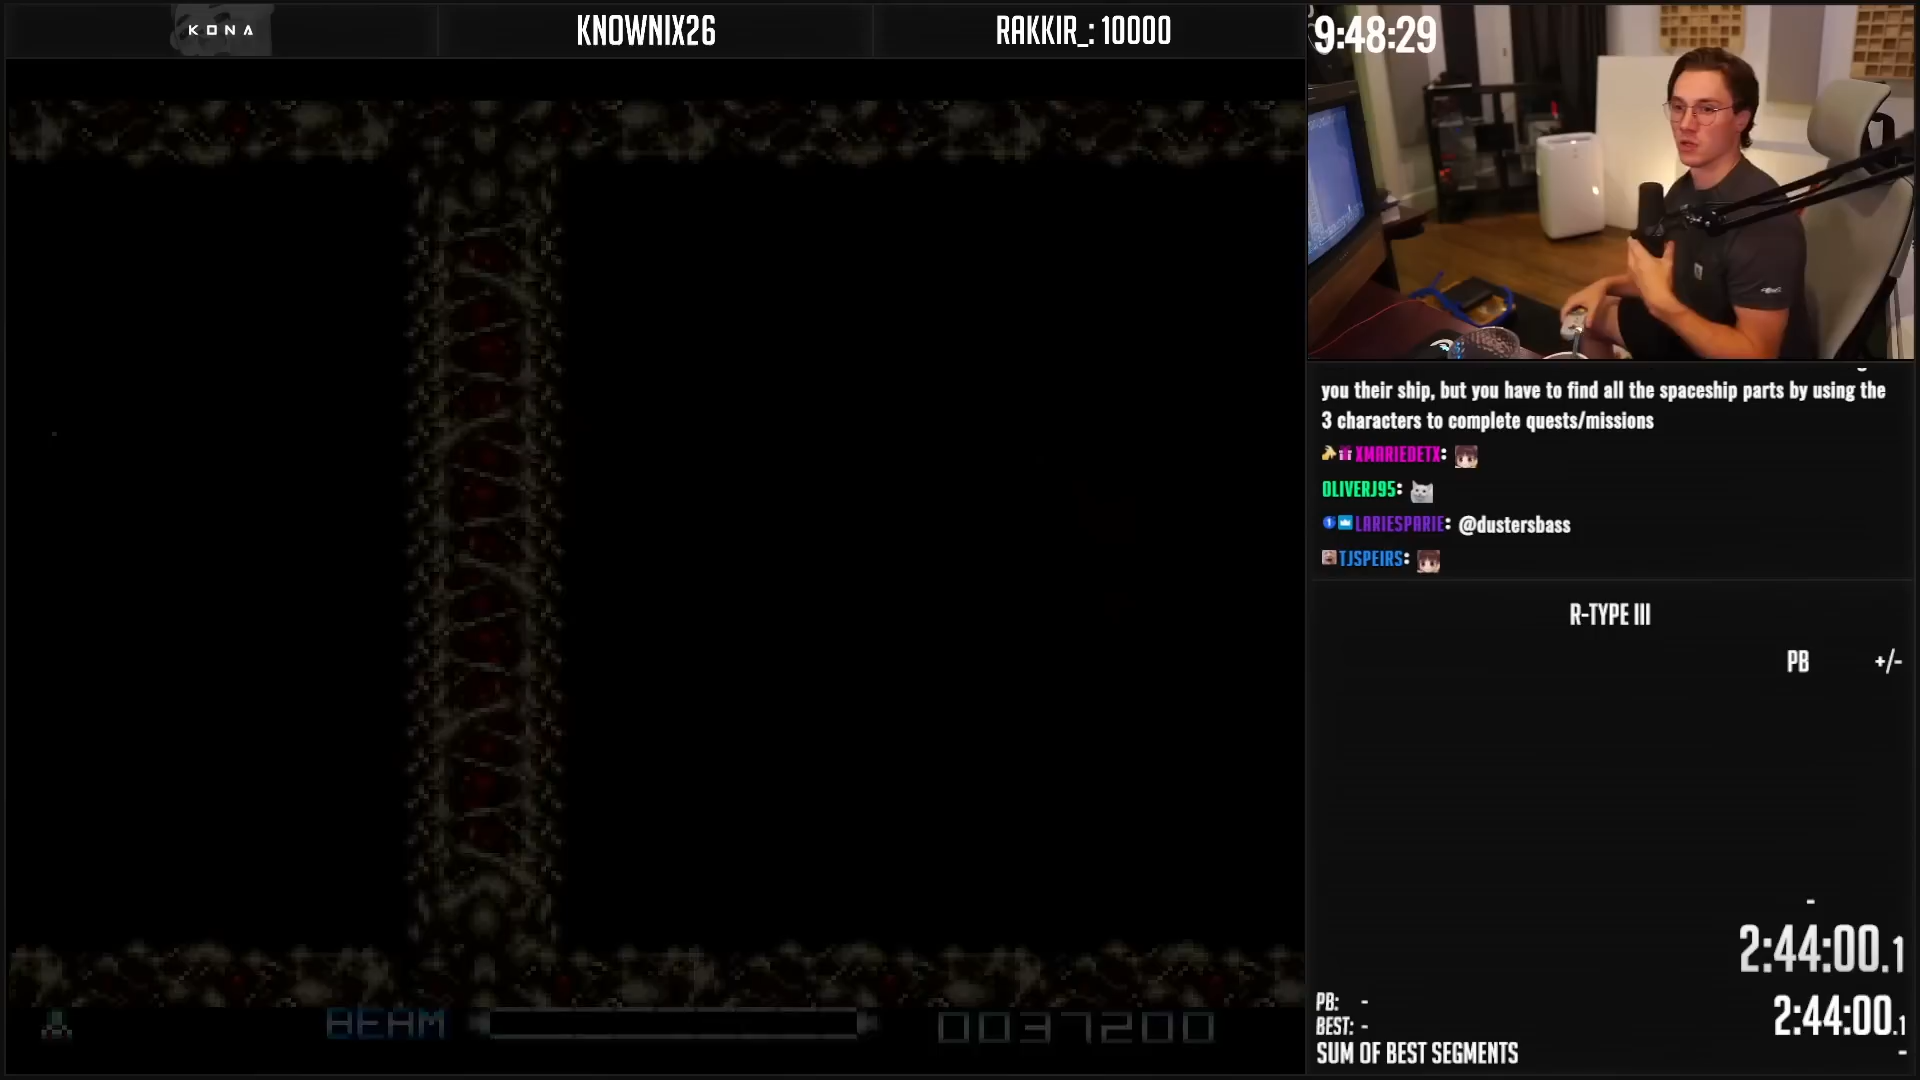 KONA
KNOWNIX26
RAKKIR_: 10000
9:48:29
you their ship, but you have to find all the spaceship parts by using the
3 characters to complete quests/missions
XMARIEDETX:
OLIVERJ95:
LARIESPARIE: @dustersbass
TJSPEIRS:
R-TYPE III
PB +/-
-
2:44:00.1
PB: -
2:44:00.1
BEST: -
SUM OF BEST SEGMENTS -
BEAM
0037200